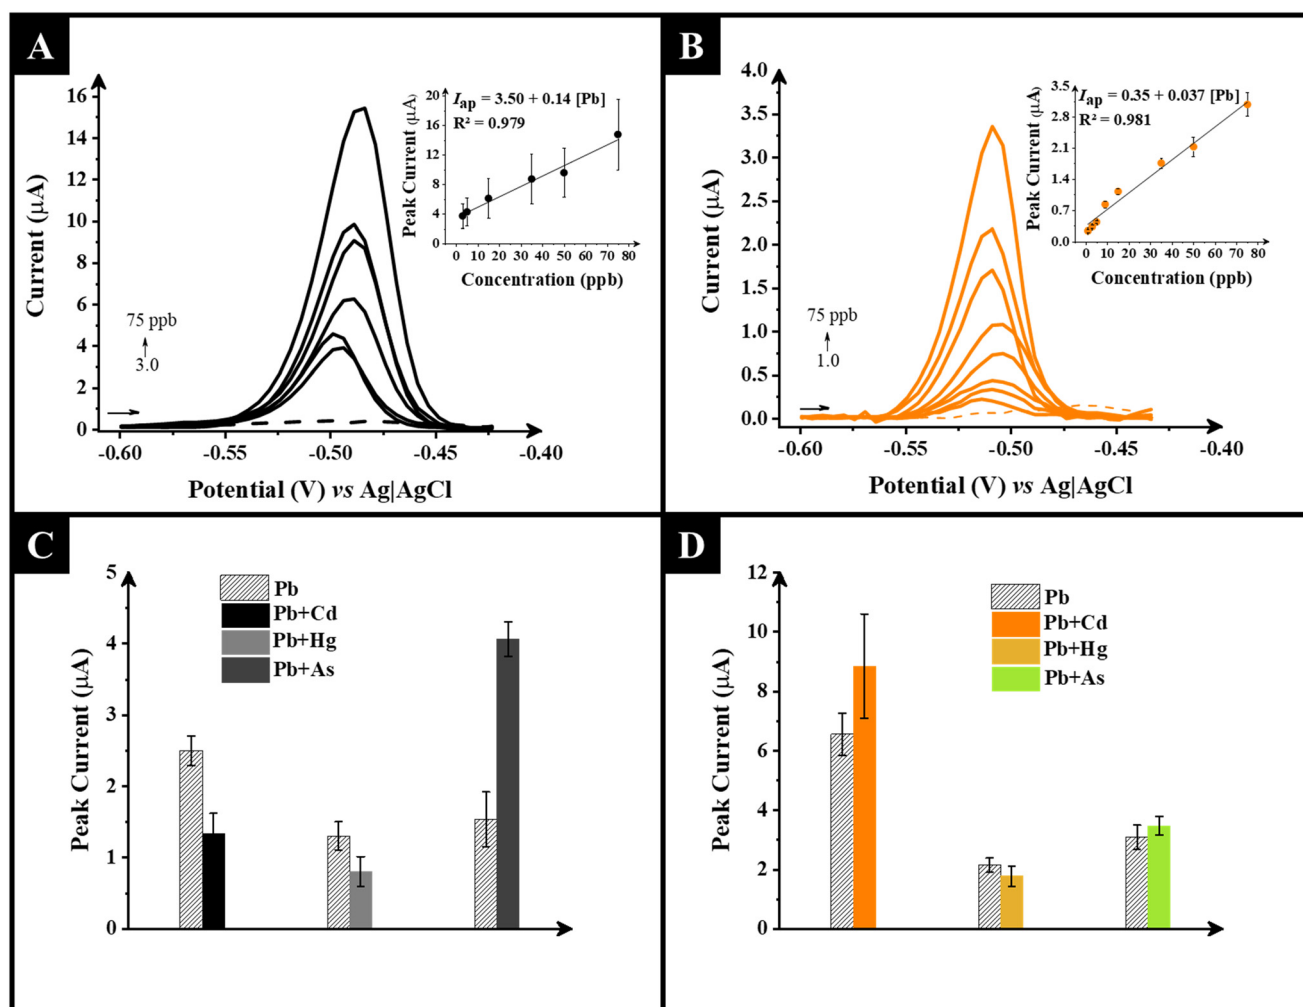 A
16
14
12
10
8
6
4
2
0
Current (μA)
75 ppb
3.0
-0.60
-0.55
-0.50
-0.45
-0.40
Potential (V) vs Ag|AgCl
20
16
12
8
4
0
Peak Current (μA)
Iap = 3.50 + 0.14 [Pb]
R² = 0.979
0 10 20 30 40 50 60 70 80
Concentration (ppb)
B
4.0
3.5
3.0
2.5
2.0
1.5
1.0
0.5
0.0
Current (μA)
75 ppb
1.0
-0.60
-0.55
-0.50
-0.45
-0.40
Potential (V) vs Ag|AgCl
3.5
2.8
2.1
1.4
0.7
0.0
Peak Current (μA)
Iap = 0.35 + 0.037 [Pb]
R² = 0.981
0 10 20 30 40 50 60 70 80
Concentration (ppb)
C
5
4
3
2
1
0
Peak Current (μA)
Pb
Pb+Cd
Pb+Hg
Pb+As
D
12
10
8
6
4
2
0
Peak Current (μA)
Pb
Pb+Cd
Pb+Hg
Pb+As